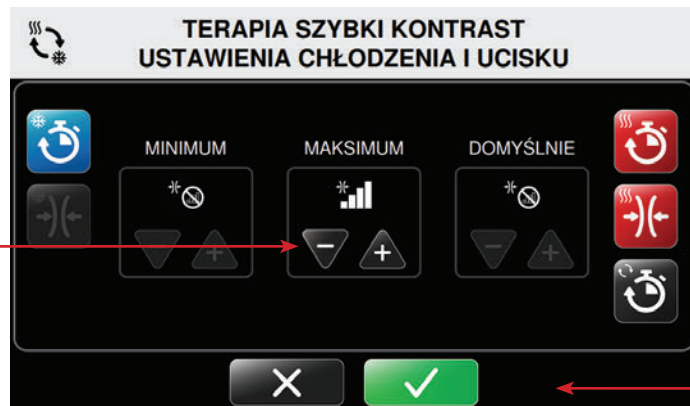 TERAPIA SZYBKI KONTRAST
USTAWIENIA CHŁODZENIA I UCISKU
MINIMUM MAKSIMUM DOMYŚLNIE